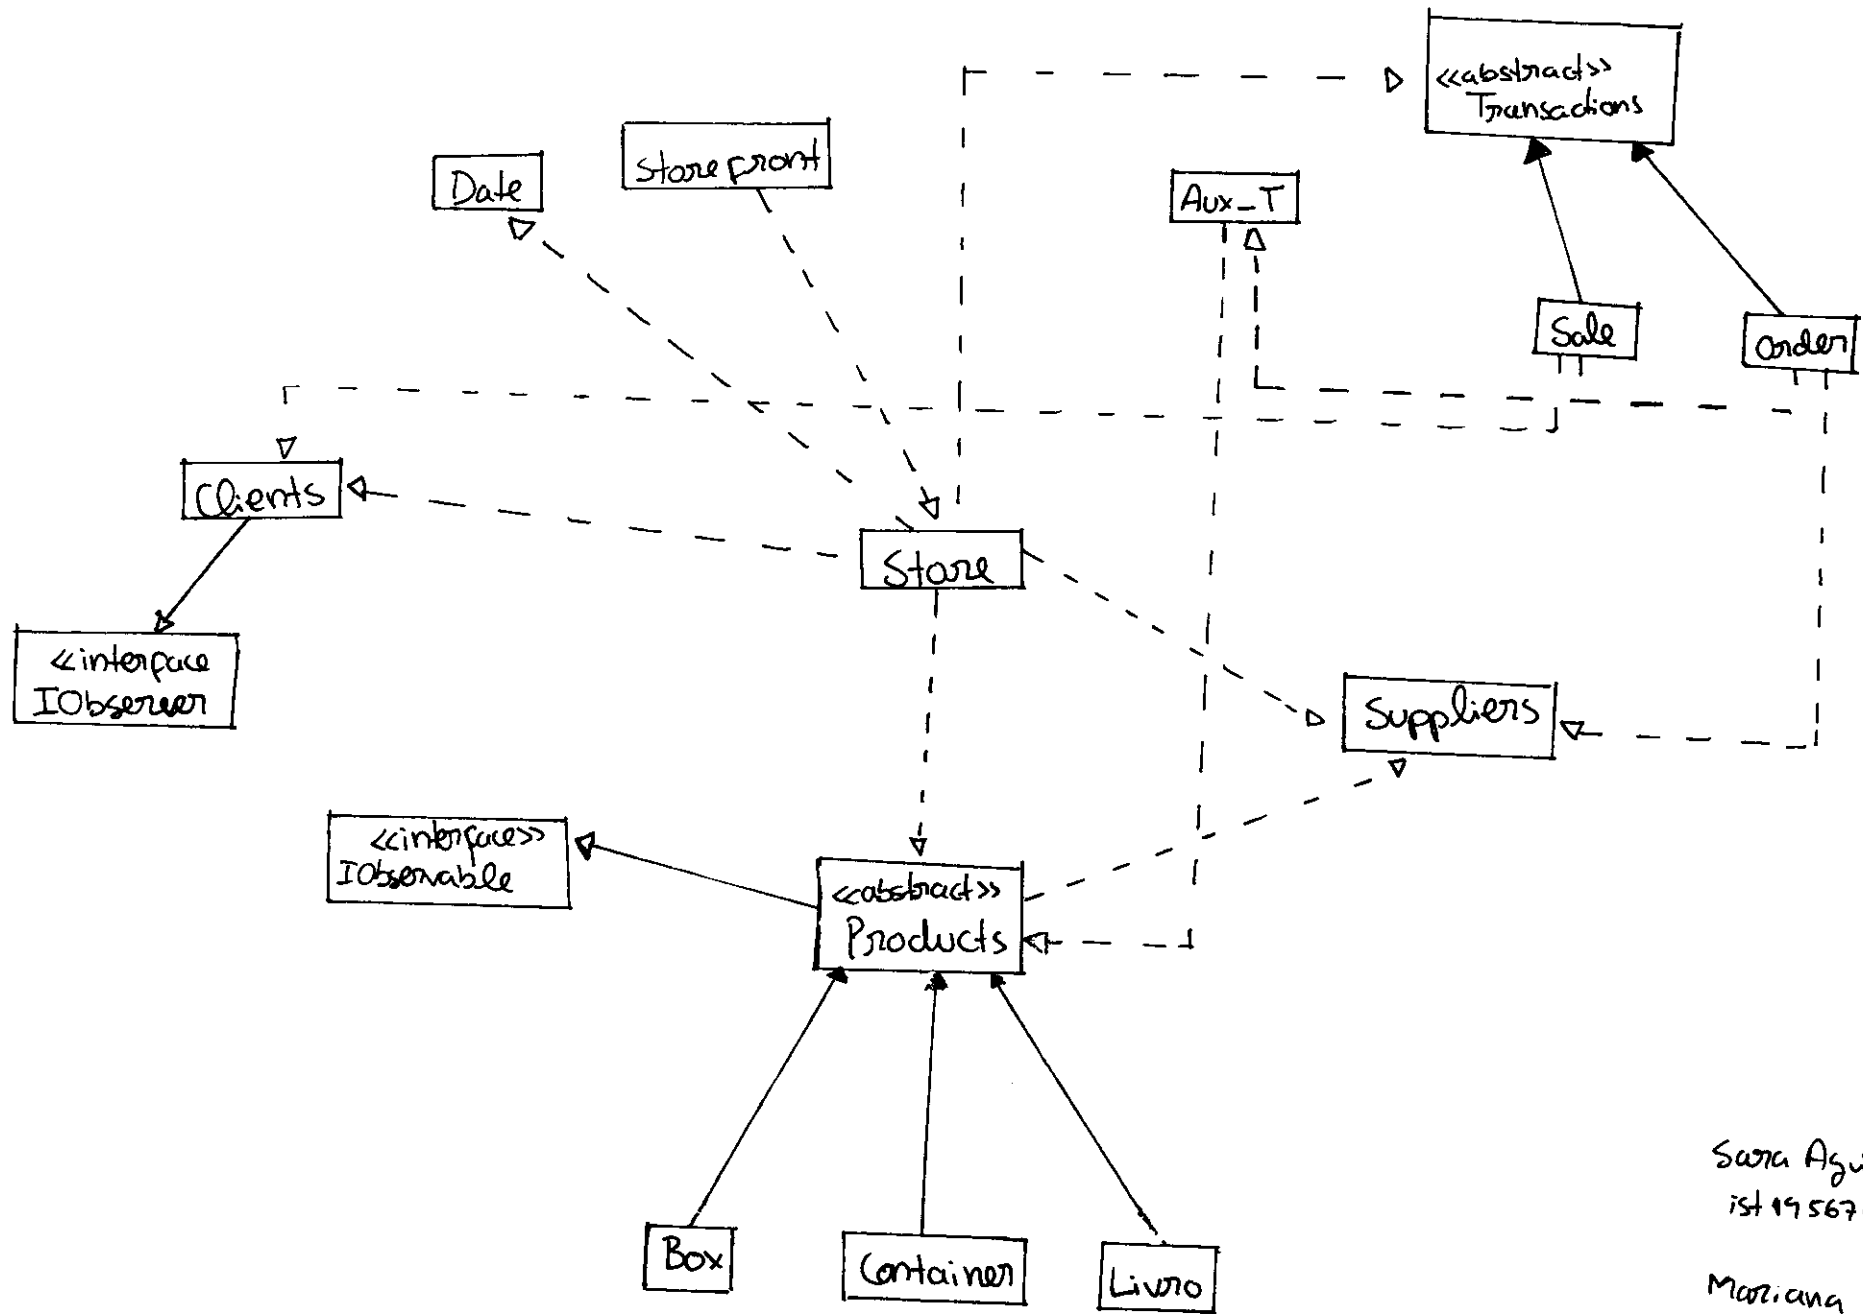 «abstract»
Transactions
Storefront
Date
Aux_T
Sale
Order
Clients
Store
«interface
IObserver
Suppliers
«interface»
IObservable
«abstract»
Products
Sara Agu
Box
Container
Livro
Mariana